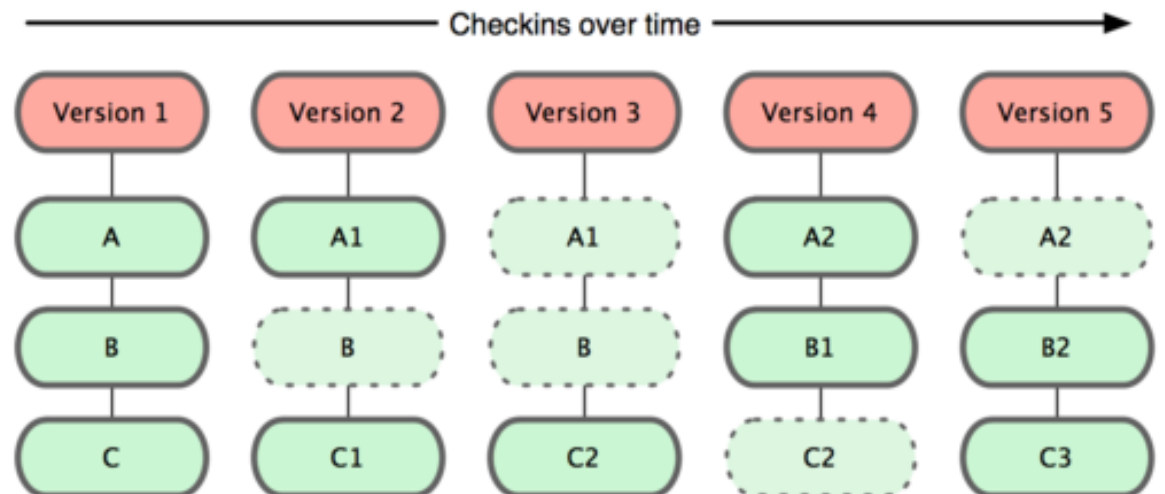 Checkins over time
Version 1 Version 2 Version 3 Version 4 Version 5
A A1 A1 A2 A2
B B B B1 B2
C C1 C2 C2 C3